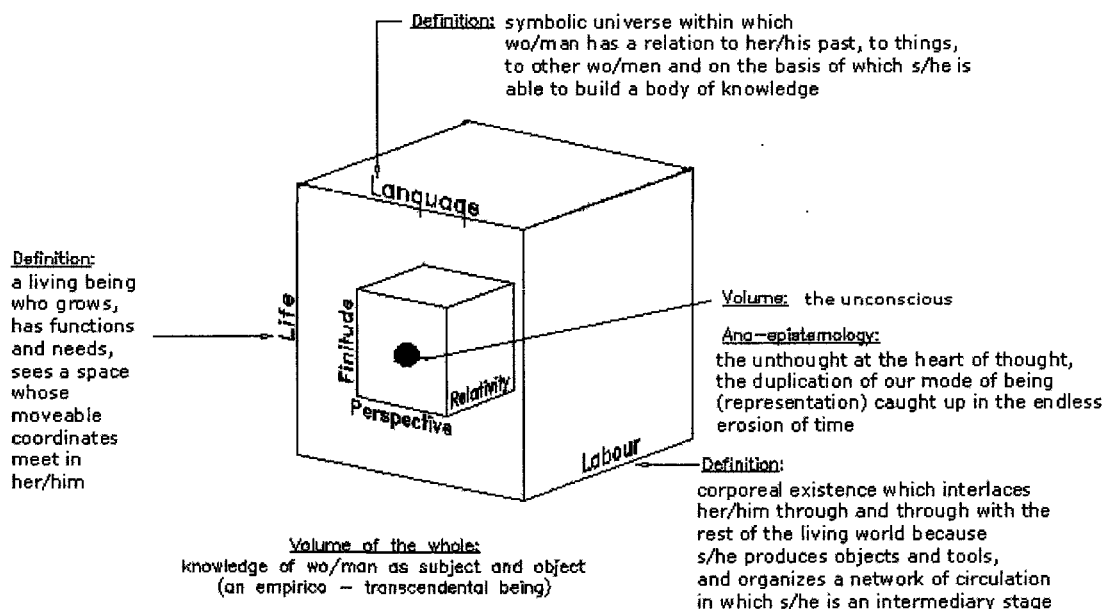 Definition: symbolic universe within which
wo/man has a relation to her/his past, to things,
to other wo/men and on the basis of which s/he is
able to build a body of knowledge
Language
Definition:
a living being
who grows,
has functions
and needs,
sees a space
whose
moveable
coordinates
meet in
her/him
Life
Finitude
Perspective
Relativity
Labour
Volume: the unconscious
Ana-epistemology:
the unthought at the heart of thought,
the duplication of our mode of being
(representation) caught up in the endless
erosion of time
Definition:
corporeal existence which interlaces
her/him through and through with the
rest of the living world because
s/he produces objects and tools,
and organizes a network of circulation
in which s/he is an intermediary stage
Volume of the whole:
knowledge of wo/man as subject and object
(an empirico – transcendental being)